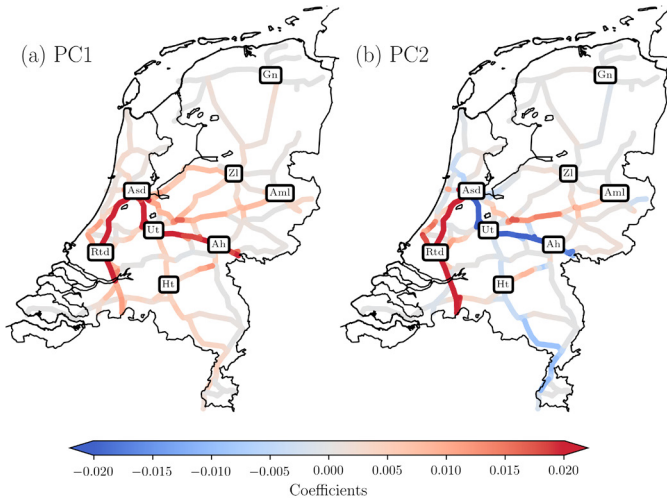 (a) PC1
(b) PC2
Gn
Gn
Zl
Zl
Asd
Aml
Asd
Aml
Ut
Ut
Rtd
Ah
Rtd
Ah
Ht
Ht
−0.020 −0.015 −0.010 −0.005 0.000 0.005 0.010 0.015 0.020
Coefficients